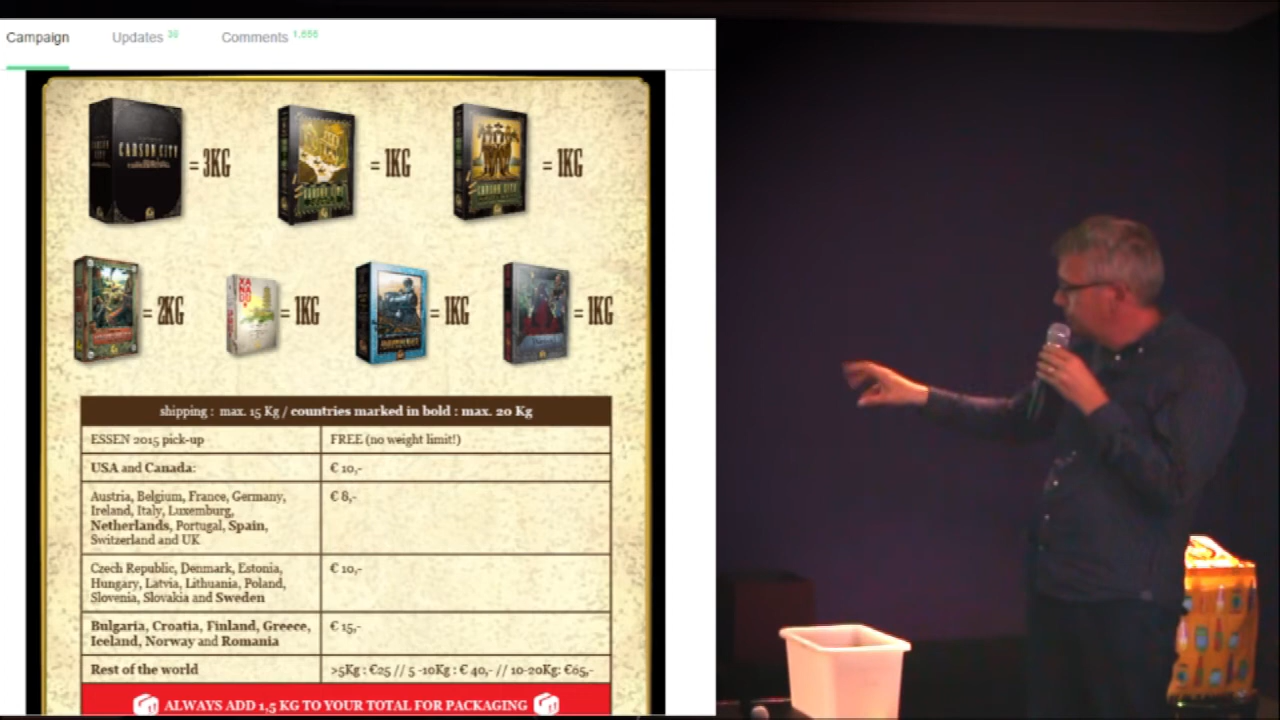 Campaign Updates 39 Comments 1,656
CARSON CITY = 3KG = 1KG CARSON CITY = 1KG
= 2KG XANADU = 1KG = 1KG = 1KG
shipping : max. 15 Kg / countries marked in bold : max. 20 Kg
ESSEN 2015 pick-up FREE (no weight limit!)
USA and Canada: € 10,-
Austria, Belgium, France, Germany, € 8,-
Ireland, Italy, Luxemburg,
Netherlands, Portugal, Spain,
Switzerland and UK
Czech Republic, Denmark, Estonia, € 10,-
Hungary, Latvia, Lithuania, Poland,
Slovenia, Slovakia and Sweden
Bulgaria, Croatia, Finland, Greece, € 15,-
Iceland, Norway and Romania
Rest of the world >5Kg : €25 // 5 -10Kg : € 40,- // 10-20Kg: €65,-
ALWAYS ADD 1,5 KG TO YOUR TOTAL FOR PACKAGING